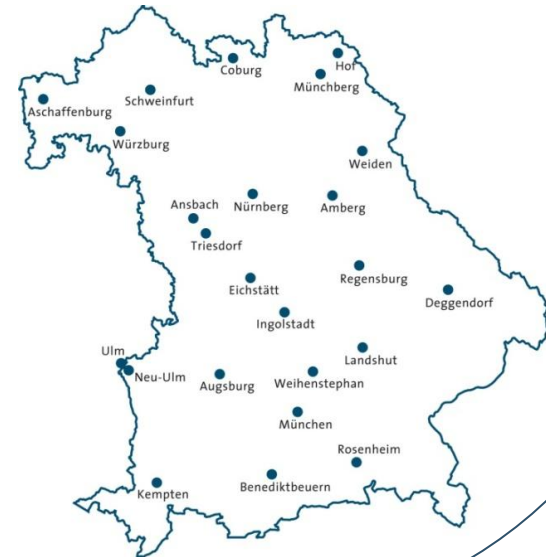 Coburg
Hof
Münchberg
Aschaffenburg
Schweinfurt
Würzburg
Weiden
Ansbach
Nürnberg
Amberg
Triesdorf
Eichstätt
Regensburg
Deggendorf
Ingolstadt
Ulm
Neu-Ulm
Augsburg
Weihenstephan
Landshut
München
Rosenheim
Kempten
Benediktbeuern